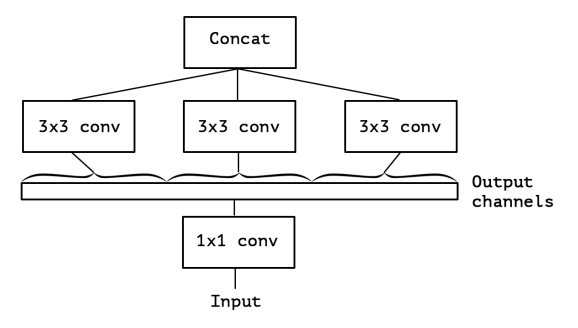 Concat
3x3 conv
3x3 conv
3x3 conv
Output
channels
1x1 conv
Input